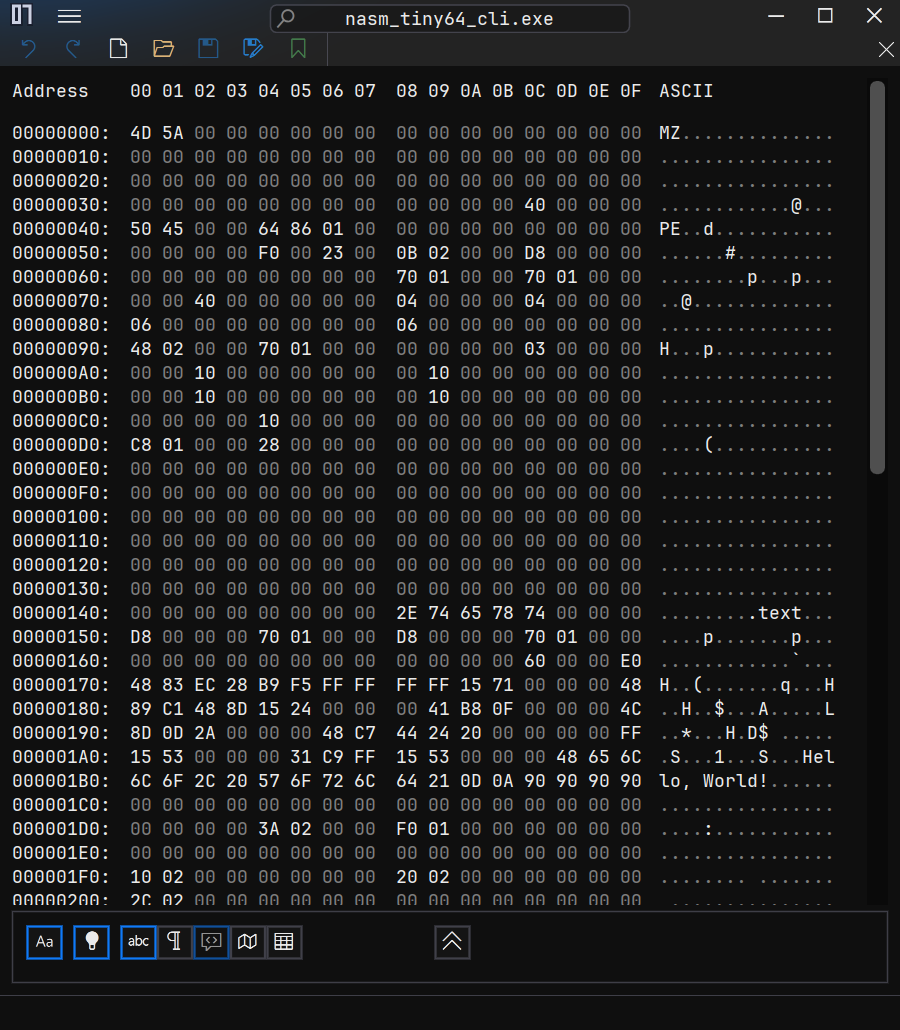 nasm_tiny64_cli.exe
Address 00 01 02 03 04 05 06 07 08 09 0A 0B 0C 0D 0E 0F ASCII
00000000: 4D 5A 00 00 00 00 00 00 00 00 00 00 00 00 00 00 MZ..............
00000010: 00 00 00 00 00 00 00 00 00 00 00 00 00 00 00 00 ................
00000020: 00 00 00 00 00 00 00 00 00 00 00 00 00 00 00 00 ................
00000030: 00 00 00 00 00 00 00 00 00 00 00 00 40 00 00 00 ............@...
00000040: 50 45 00 00 64 86 01 00 00 00 00 00 00 00 00 00 PE..d...........
00000050: 00 00 00 00 F0 00 23 00 0B 02 00 00 D8 00 00 00 ......#.........
00000060: 00 00 00 00 00 00 00 00 70 01 00 00 70 01 00 00 ........p...p...
00000070: 00 00 40 00 00 00 00 00 04 00 00 00 04 00 00 00 ..@.............
00000080: 06 00 00 00 00 00 00 00 06 00 00 00 00 00 00 00 ................
00000090: 48 02 00 00 70 01 00 00 00 00 00 00 03 00 00 00 H...p...........
000000A0: 00 00 10 00 00 00 00 00 00 10 00 00 00 00 00 00 ................
000000B0: 00 00 10 00 00 00 00 00 00 10 00 00 00 00 00 00 ................
000000C0: 00 00 00 00 10 00 00 00 00 00 00 00 00 00 00 00 ................
000000D0: C8 01 00 00 28 00 00 00 00 00 00 00 00 00 00 00 ....(...........
000000E0: 00 00 00 00 00 00 00 00 00 00 00 00 00 00 00 00 ................
000000F0: 00 00 00 00 00 00 00 00 00 00 00 00 00 00 00 00 ................
00000100: 00 00 00 00 00 00 00 00 00 00 00 00 00 00 00 00 ................
00000110: 00 00 00 00 00 00 00 00 00 00 00 00 00 00 00 00 ................
00000120: 00 00 00 00 00 00 00 00 00 00 00 00 00 00 00 00 ................
00000130: 00 00 00 00 00 00 00 00 00 00 00 00 00 00 00 00 ................
00000140: 00 00 00 00 00 00 00 00 2E 74 65 78 74 00 00 00 .........text...
00000150: D8 00 00 00 70 01 00 00 D8 00 00 00 70 01 00 00 ....p.......p...
00000160: 00 00 00 00 00 00 00 00 00 00 00 00 60 00 00 E0 ............`...
00000170: 48 83 EC 28 B9 F5 FF FF FF FF 15 71 00 00 00 48 H..(.......q...H
00000180: 89 C1 48 8D 15 24 00 00 00 41 B8 0F 00 00 00 4C ..H..$...A.....L
00000190: 8D 0D 2A 00 00 00 48 C7 44 24 20 00 00 00 00 FF ..*...H.D$ .....
000001A0: 15 53 00 00 00 31 C9 FF 15 53 00 00 00 48 65 6C .S...1...S...Hel
000001B0: 6C 6F 2C 20 57 6F 72 6C 64 21 0D 0A 90 90 90 90 lo, World!......
000001C0: 00 00 00 00 00 00 00 00 00 00 00 00 00 00 00 00 ................
000001D0: 00 00 00 00 3A 02 00 00 F0 01 00 00 00 00 00 00 ....:...........
000001E0: 00 00 00 00 00 00 00 00 00 00 00 00 00 00 00 00 ................
000001F0: 10 02 00 00 00 00 00 00 20 02 00 00 00 00 00 00 ........ .......
00000200: 2C 02 00 00 00 00 00 00 00 00 00 00 00 00 00 00
Aa abc ¶